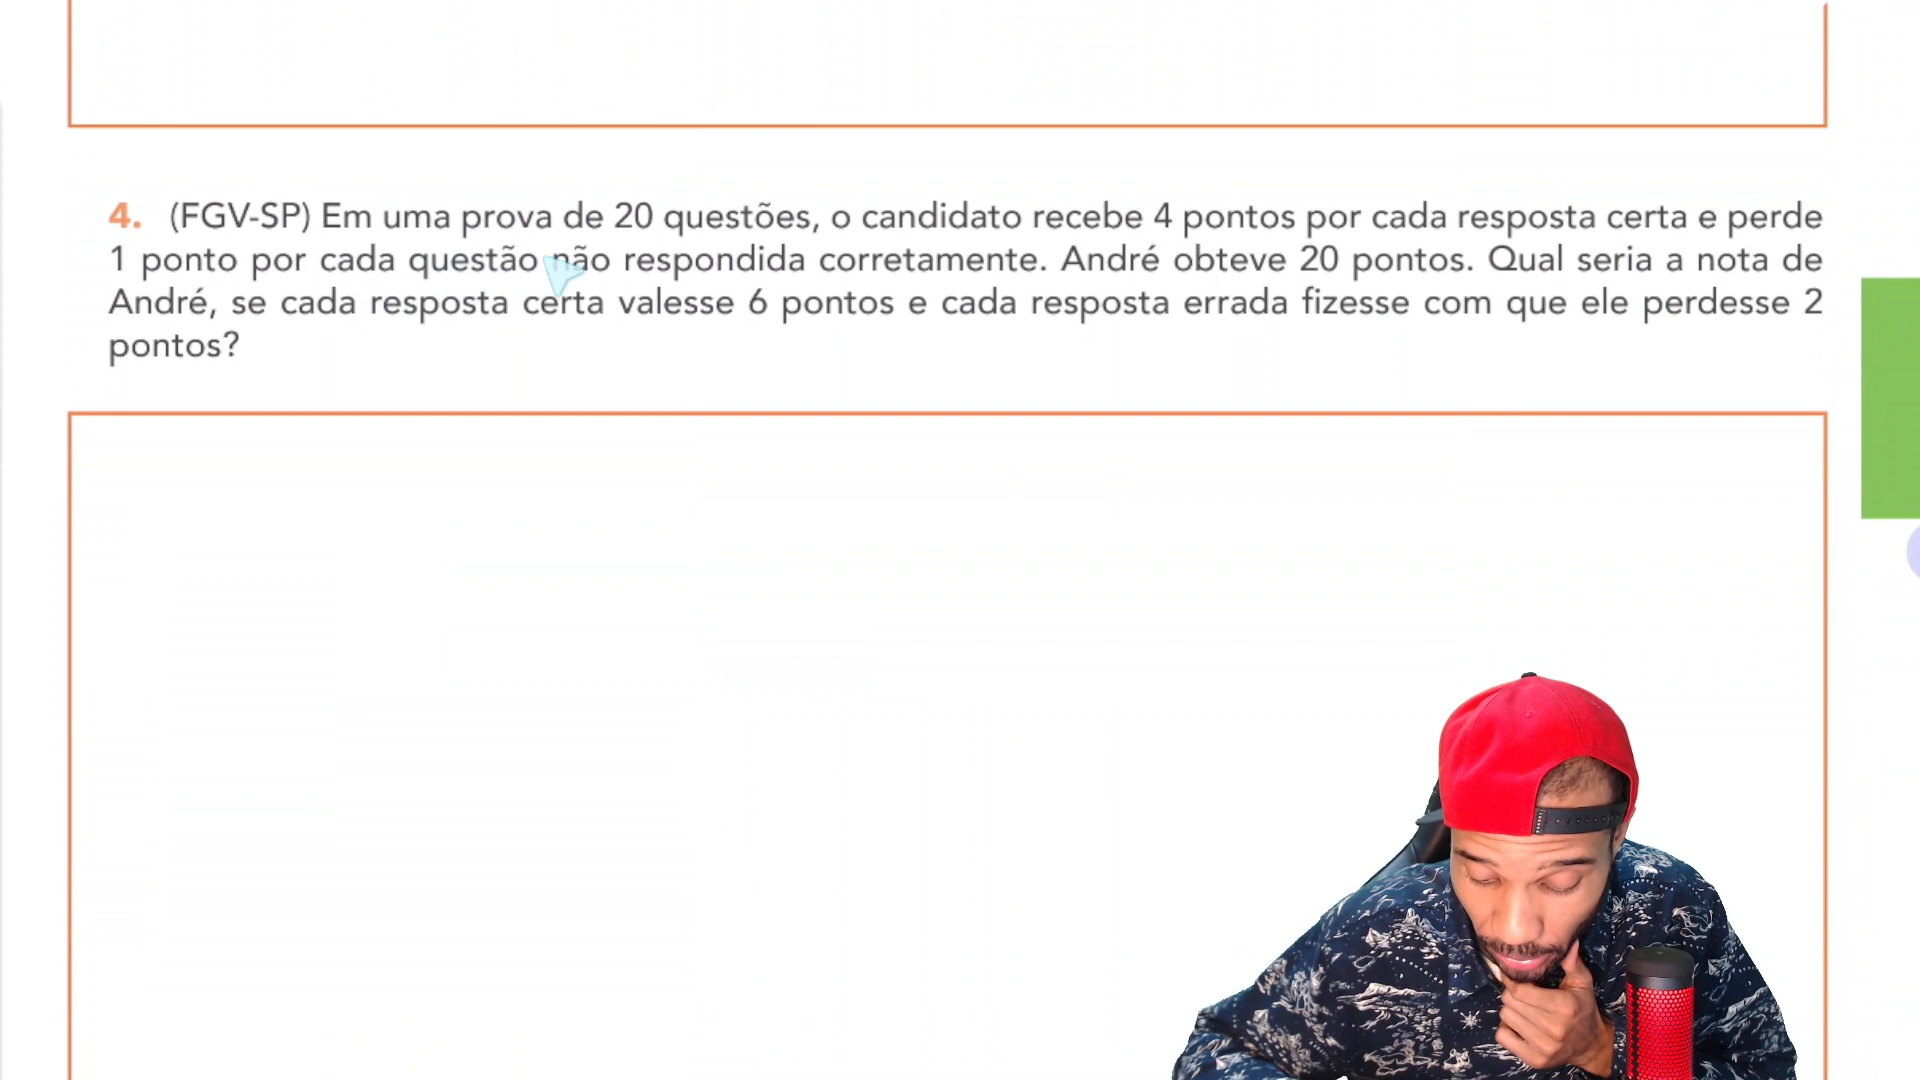 4. (FGV-SP) Em uma prova de 20 questões, o candidato recebe 4 pontos por cada resposta certa e perde
1 ponto por cada questão não respondida corretamente. André obteve 20 pontos. Qual seria a nota de
André, se cada resposta certa valesse 6 pontos e cada resposta errada fizesse com que ele perdesse 2
pontos?